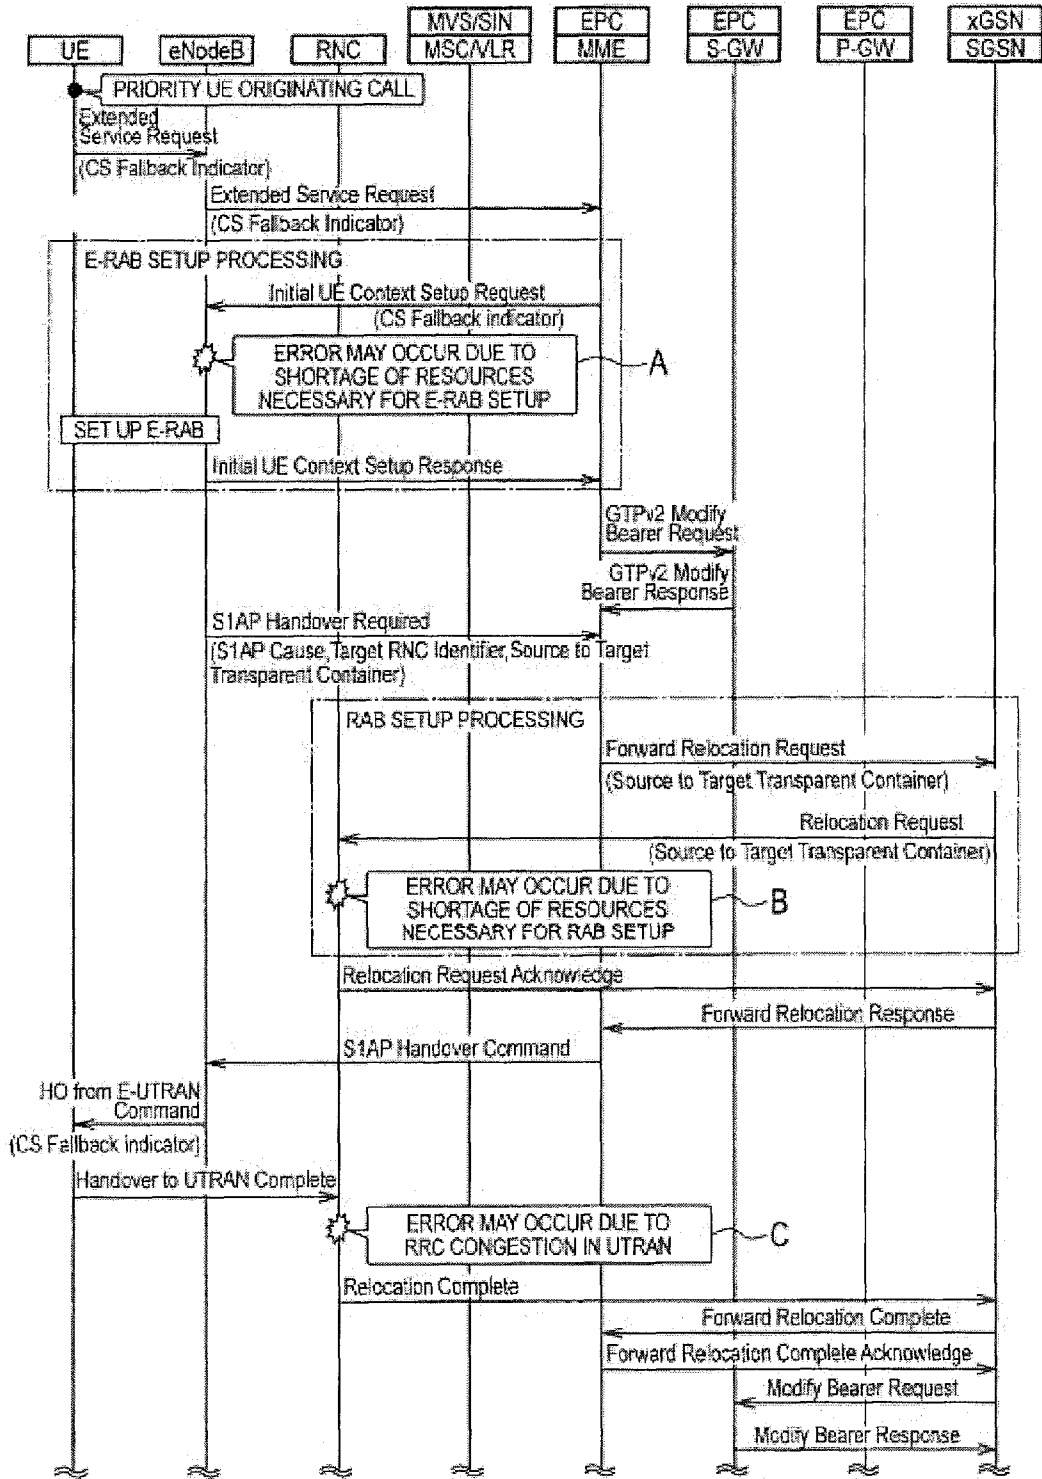 UE
eNodeB
RNC
MVS/SIN
MSC/VLR
EPC
MME
EPC
S-GW
EPC
P-GW
xGSN
SGSN
PRIORITY UE ORIGINATING CALL
Extended
Service Request
(CS Fallback Indicator)
Extended Service Request
(CS Fallback Indicator)
E-RAB SETUP PROCESSING
Initial UE Context Setup Request
(CS Fallback indicator)
ERROR MAY OCCUR DUE TO
SHORTAGE OF RESOURCES
NECESSARY FOR E-RAB SETUP
A
SET UP E-RAB
Initial UE Context Setup Response
GTPv2 Modify
Bearer Request
GTPv2 Modify
Bearer Response
S1AP Handover Required
(S1AP Cause,Target RNC Identifier,Source to Target
Transparent Container)
RAB SETUP PROCESSING
Forward Relocation Request
(Source to Target Transparent Container)
Relocation Request
(Source to Target Transparent Container)
ERROR MAY OCCUR DUE TO
SHORTAGE OF RESOURCES
NECESSARY FOR RAB SETUP
B
Relocation Request Acknowledge
Forward Relocation Response
S1AP Handover Command
HO from E-UTRAN
Command
(CS Fallback indicator)
Handover to UTRAN Complete
ERROR MAY OCCUR DUE TO
RRC CONGESTION IN UTRAN
C
Relocation Complete
Forward Relocation Complete
Forward Relocation Complete Acknowledge
Modify Bearer Request
Modify Bearer Response